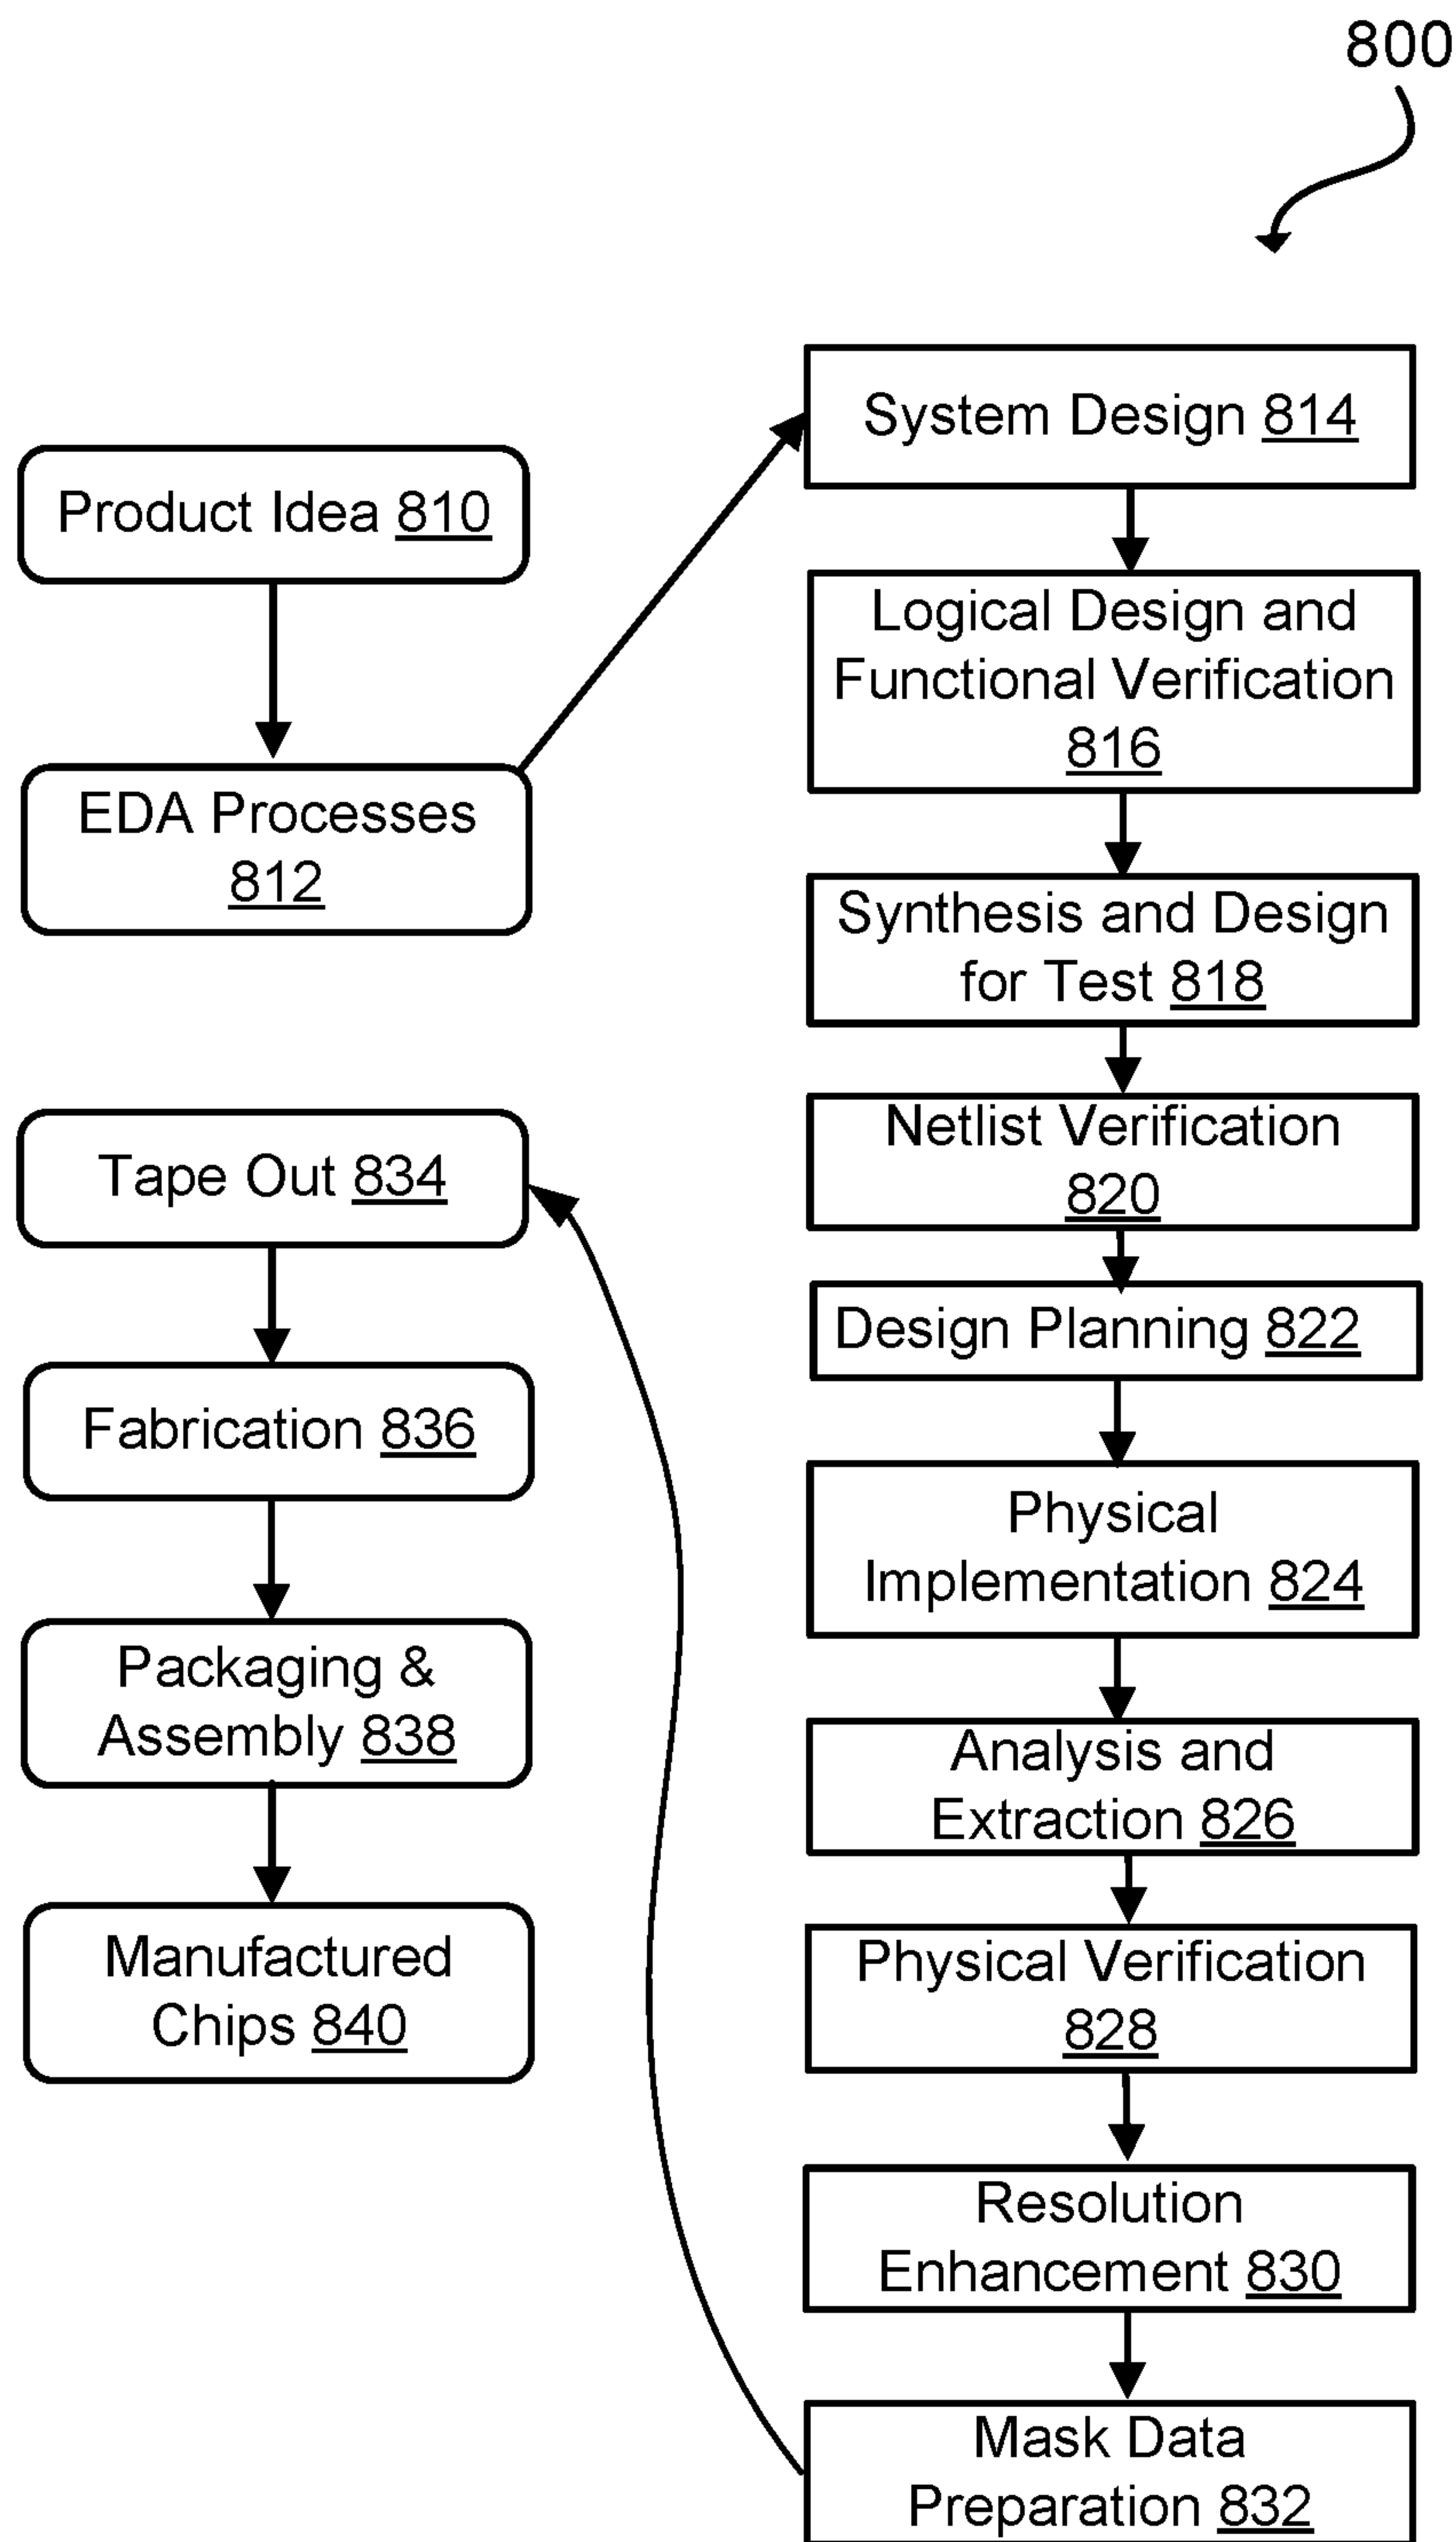 800
Product Idea 810
EDA Processes
812
System Design 814
Logical Design and
Functional Verification
816
Synthesis and Design
for Test 818
Netlist Verification
820
Design Planning 822
Physical
Implementation 824
Analysis and
Extraction 826
Physical Verification
828
Resolution
Enhancement 830
Mask Data
Preparation 832
Tape Out 834
Fabrication 836
Packaging &
Assembly 838
Manufactured
Chips 840